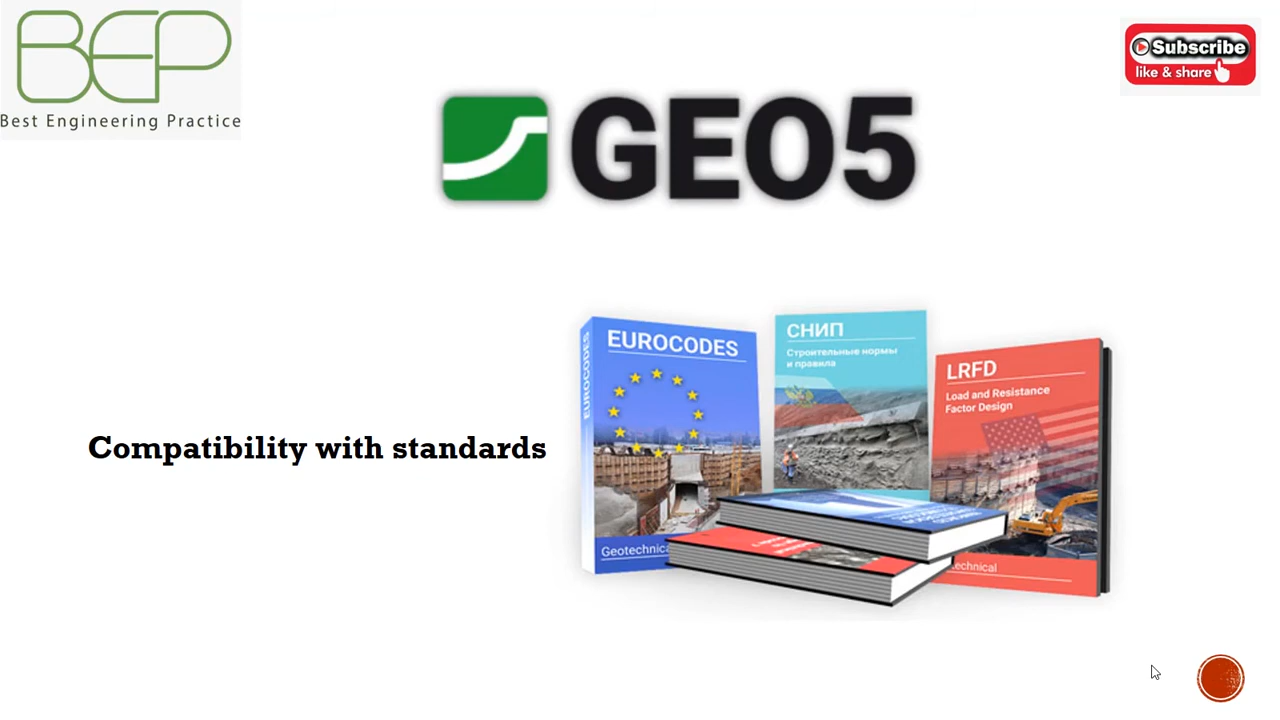 BEP
Best Engineering Practice
Subscribe
like & share
GEO5
Compatibility with standards
EUROCODES
EUROCODES
Geotechnica
СНИП
Строительные нормы
и правила
LRFD
Load and Resistance
Factor Design
technical